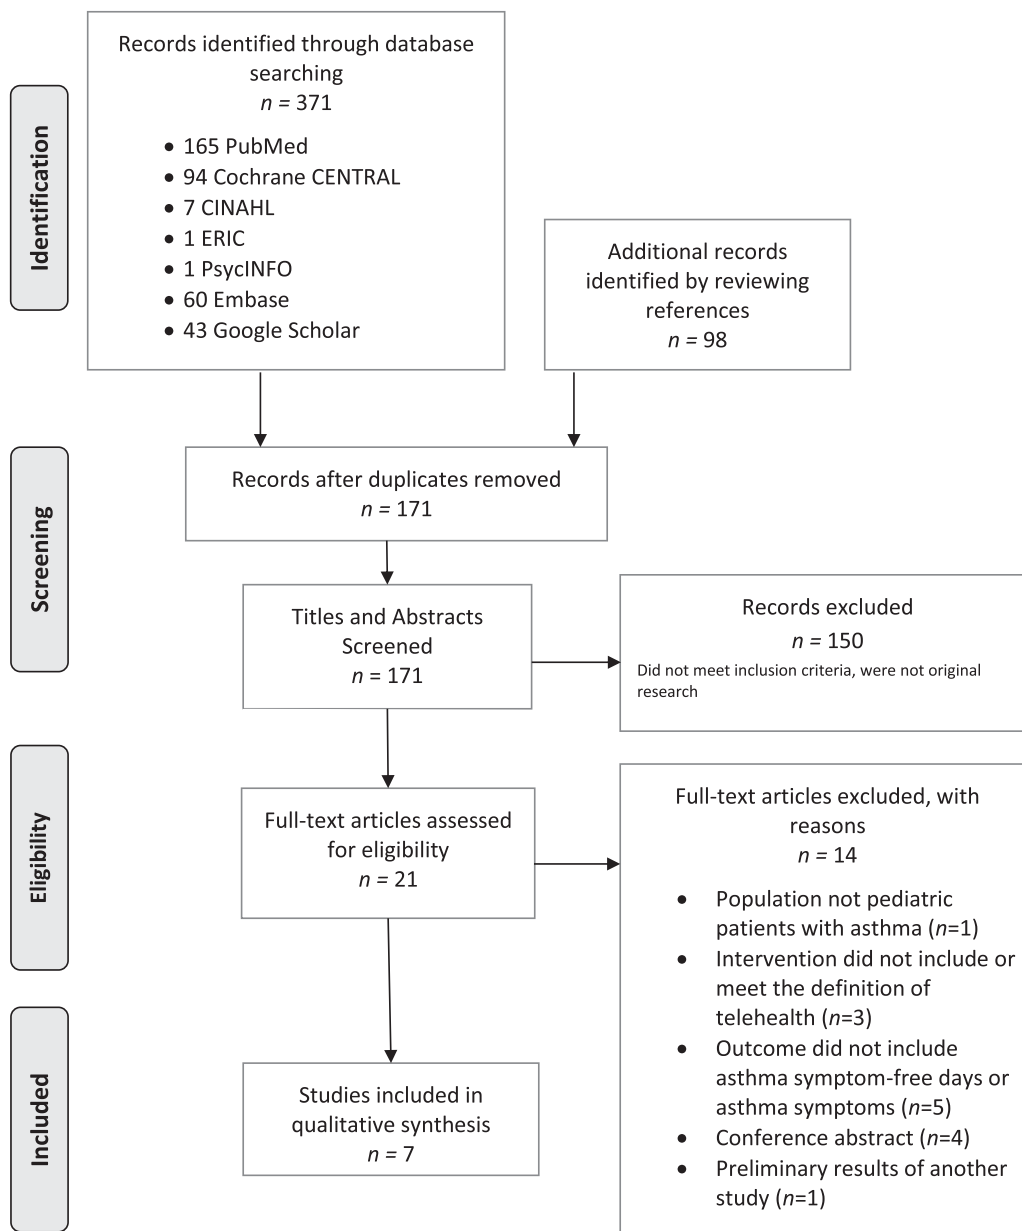 Identification
Records identified through database
searching
n = 371
• 165 PubMed
• 94 Cochrane CENTRAL
• 7 CINAHL
• 1 ERIC
• 1 PsycINFO
• 60 Embase
• 43 Google Scholar
Additional records
identified by reviewing
references
n = 98
Screening
Records after duplicates removed
n = 171
Titles and Abstracts
Screened
n = 171
Records excluded
n = 150
Did not meet inclusion criteria, were not original
research
Eligibility
Full-text articles assessed
for eligibility
n = 21
Full-text articles excluded, with
reasons
n = 14
• Population not pediatric
patients with asthma (n=1)
• Intervention did not include or
meet the definition of
telehealth (n=3)
• Outcome did not include
asthma symptom-free days or
asthma symptoms (n=5)
• Conference abstract (n=4)
• Preliminary results of another
study (n=1)
Included
Studies included in
qualitative synthesis
n = 7